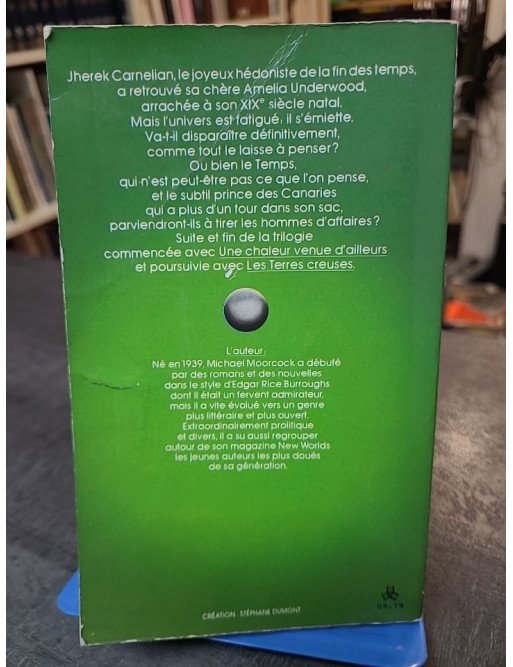 Jherek Carnelian, le joyeux hédoniste de la fin des temps,
a retrouvé sa chère Amelia Underwood,
arrachée à son XIXe siècle natal.
Mais l'univers est fatigué, il s'émiette.
Va-t-il disparaître définitivement,
comme tout le laisse à penser?
Ou bien le Temps,
qui n'est peut-être pas ce que l'on pense,
et le subtil prince des Canaries
qui a plus d'un tour dans son sac,
parviendront-ils à tirer les hommes d'affaires?
Suite et fin de la trilogie
commencée avec Une chaleur venue d'ailleurs
et poursuivie avec Les Terres creuses.
L'auteur:
Né en 1939, Michael Moorcock a débuté
par des romans et des nouvelles
dans le style d'Edgar Rice Burroughs
dont il était un fervent admirateur,
mais il a vite évolué vers un genre
plus littéraire et plus ouvert.
Extraordinairement prolifique
et divers, il a su aussi regrouper
autour de son magazine New Worlds
les jeunes auteurs les plus doués
de sa génération.
CRÉATION: STÉPHANE DUMONT